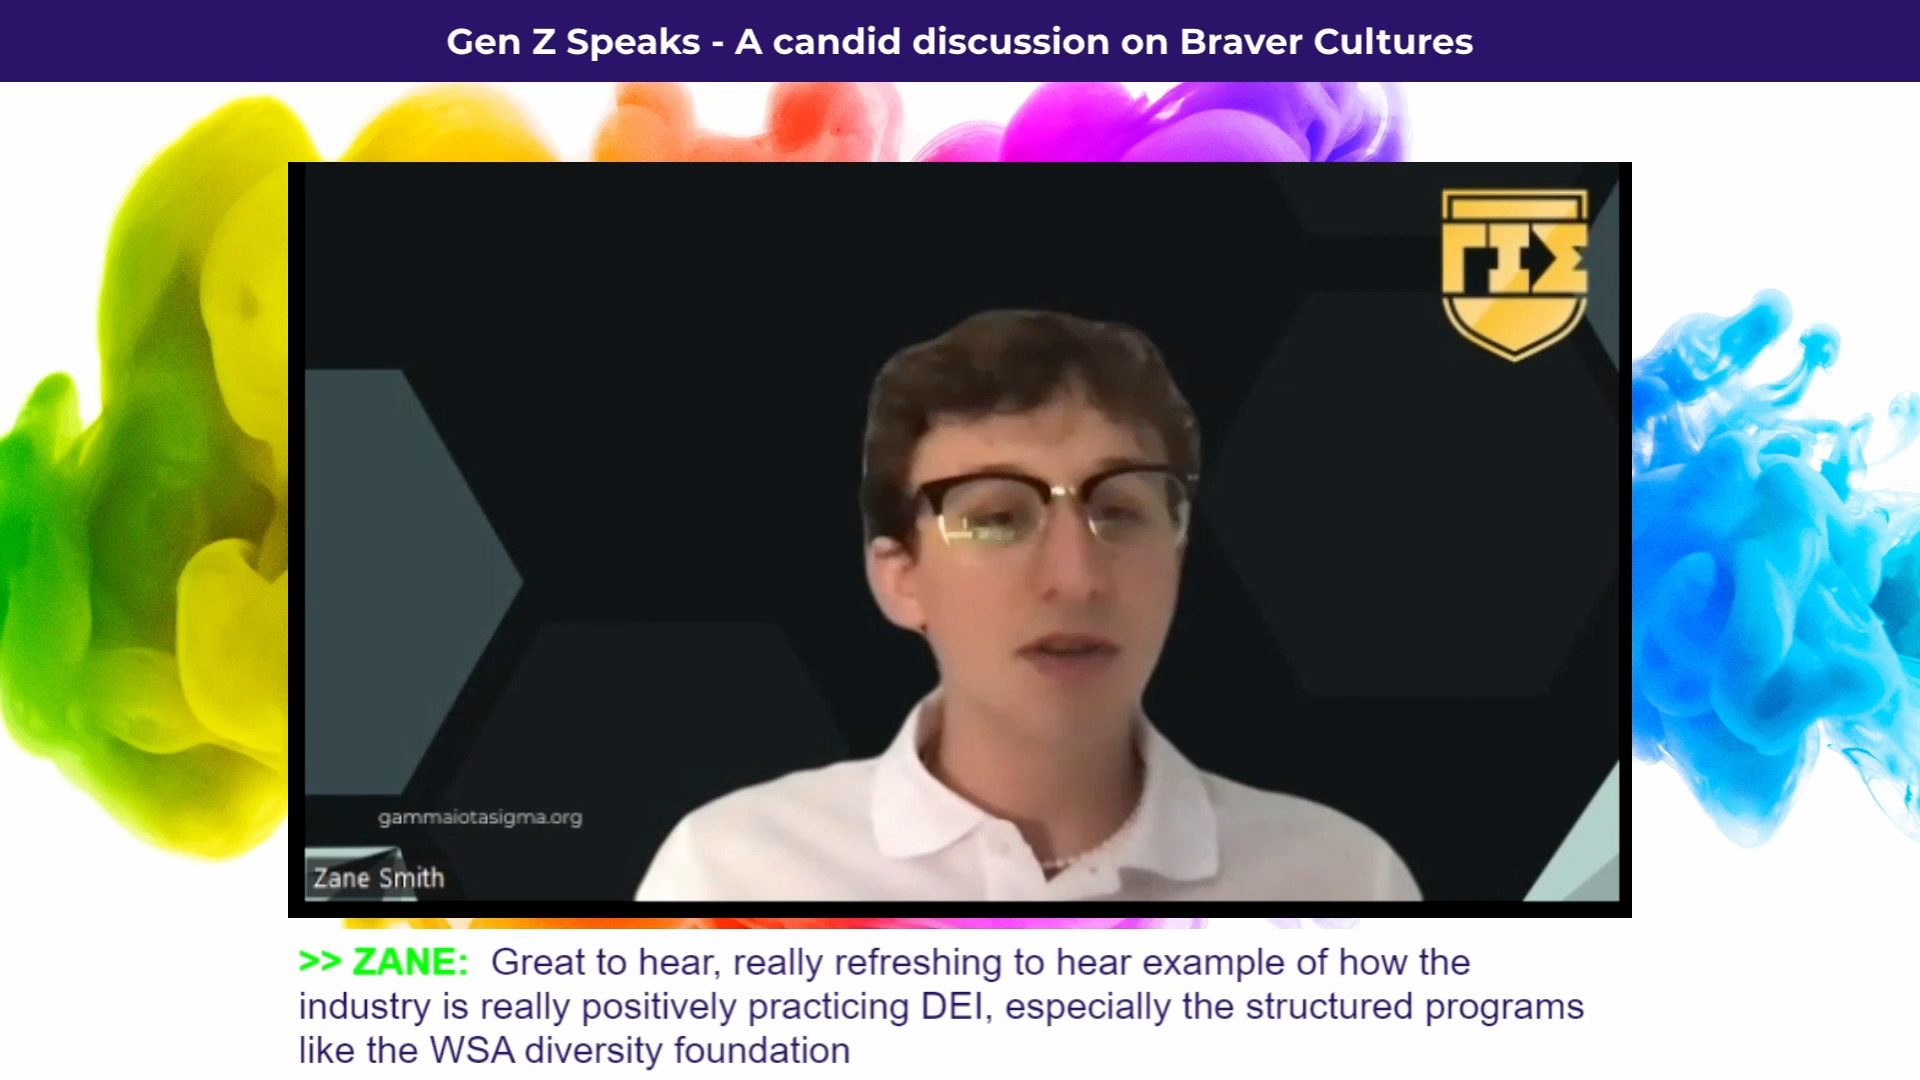 Gen Z Speaks - A candid discussion on Braver Cultures
ΓΙΣ
gammaiotasigma.org
Zane Smith
>> ZANE: Great to hear, really refreshing to hear example of how the
industry is really positively practicing DEI, especially the structured programs
like the WSA diversity foundation